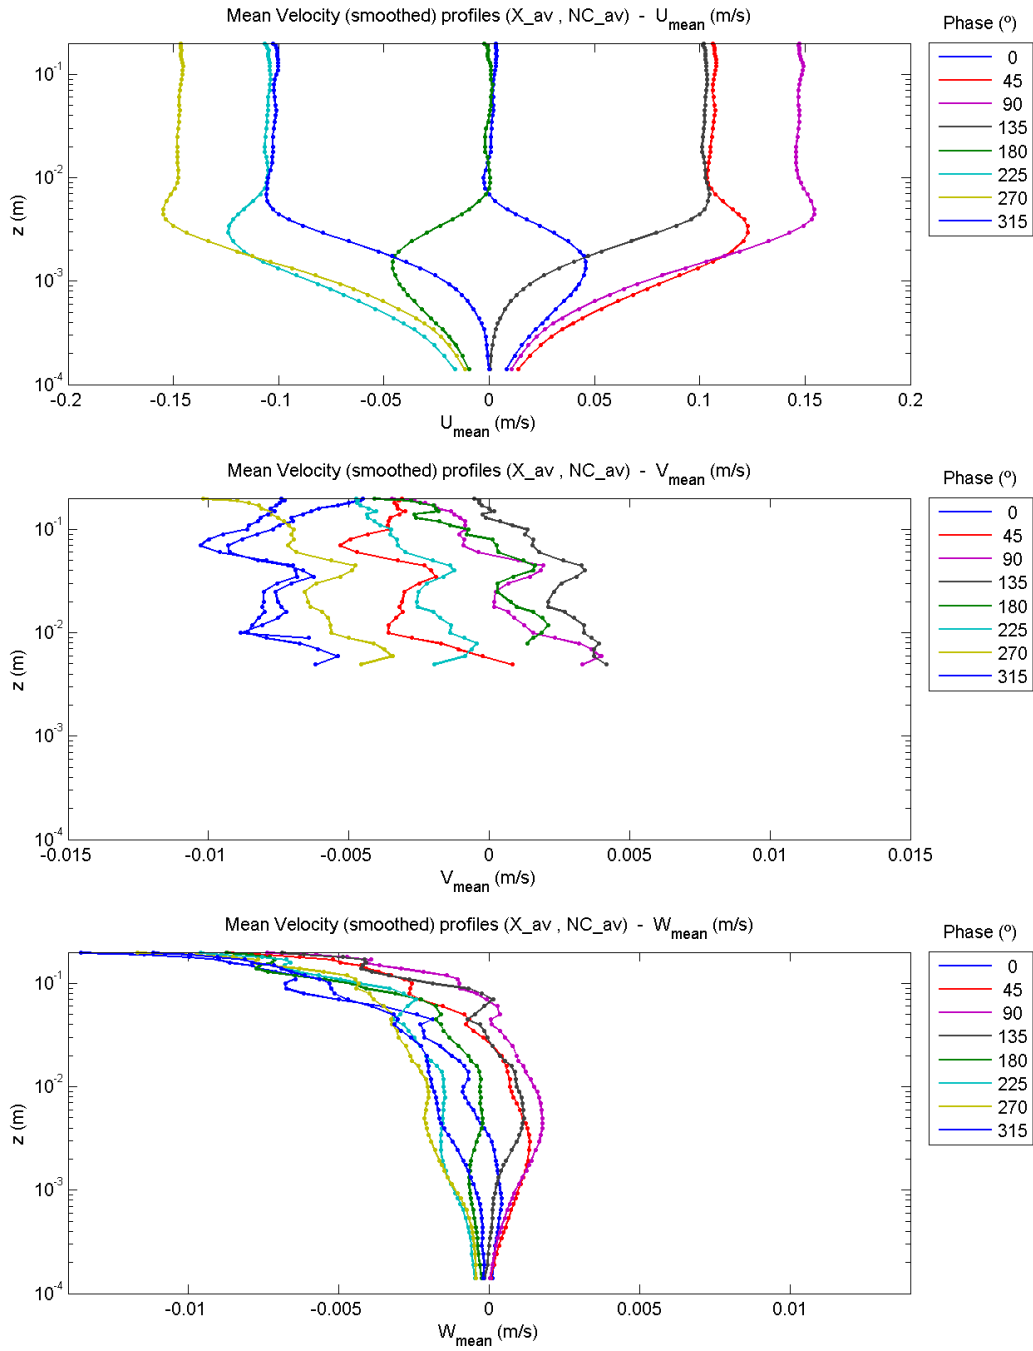 Mean Velocity (smoothed) profiles (X_av , NC_av) - U_mean (m/s)
Phase (º)
0
45
90
135
180
225
270
315
10^-1
10^-2
10^-3
10^-4
z (m)
-0.2 -0.15 -0.1 -0.05 0 0.05 0.1 0.15 0.2
U_mean (m/s)
Mean Velocity (smoothed) profiles (X_av , NC_av) - V_mean (m/s)
Phase (º)
0
45
90
135
180
225
270
315
10^-1
10^-2
10^-3
10^-4
z (m)
-0.015 -0.01 -0.005 0 0.005 0.01 0.015
V_mean (m/s)
Mean Velocity (smoothed) profiles (X_av , NC_av) - W_mean (m/s)
Phase (º)
0
45
90
135
180
225
270
315
10^-1
10^-2
10^-3
10^-4
z (m)
-0.01 -0.005 0 0.005 0.01
W_mean (m/s)